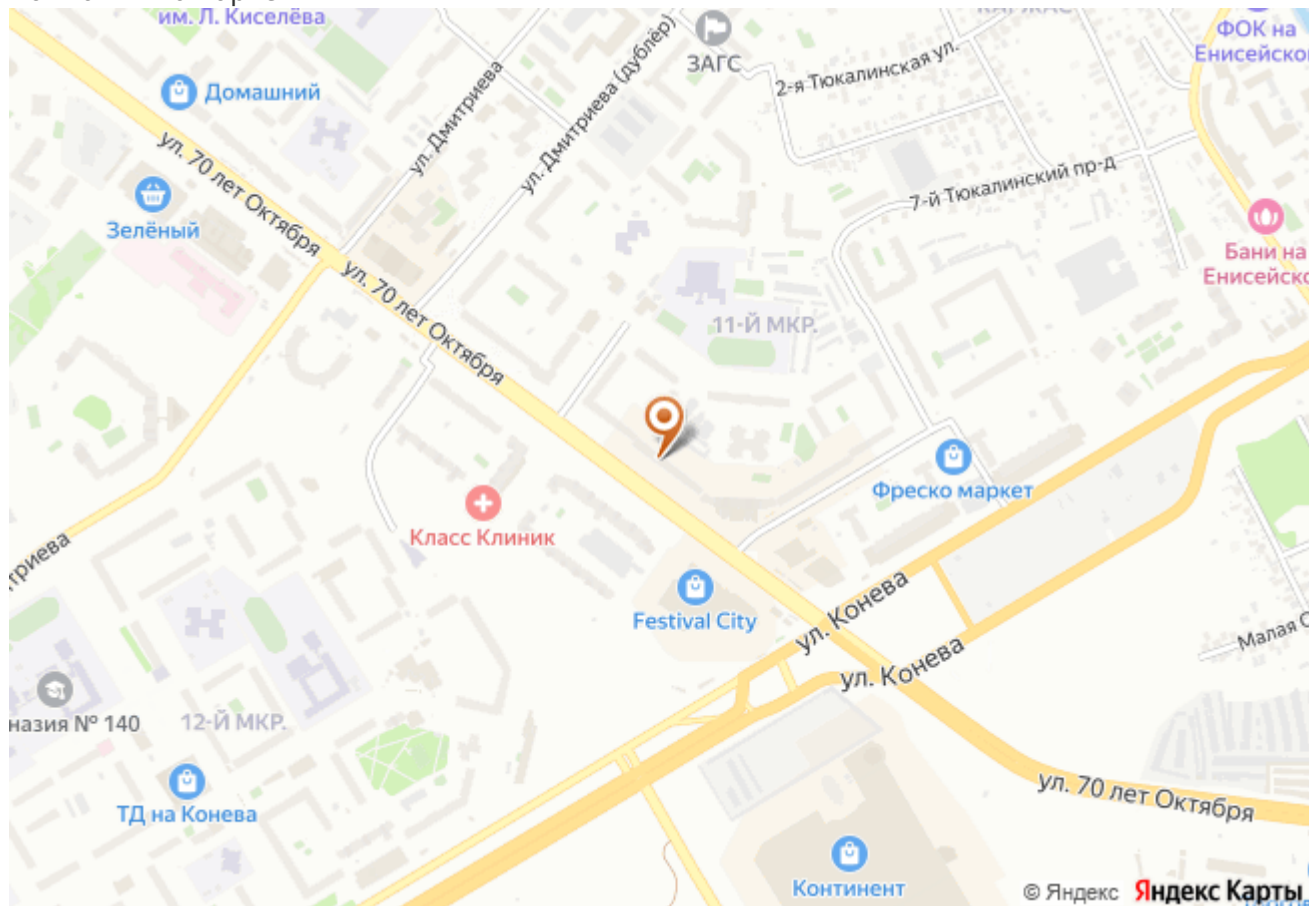 им. Л. Киселёва
ЗАГС
ФОК на
Домашний
ул. Дмитриева
ул. Дмитриева (дублёр)
2-я Тюкалинская ул.
ул. 70 лет Октября
Зелёный
7-й Тюкалинский пр-д
Бани на
ул. 70 лет Октября
11-Й МКР.
Класс Клиник
Фреско маркет
Festival City
ул. Конева
ул. Конева
Малая
№ 140
12-Й МКР.
ТД на Конева
ул. 70 лет Октября
Континент
© Яндекс Яндекс Карты